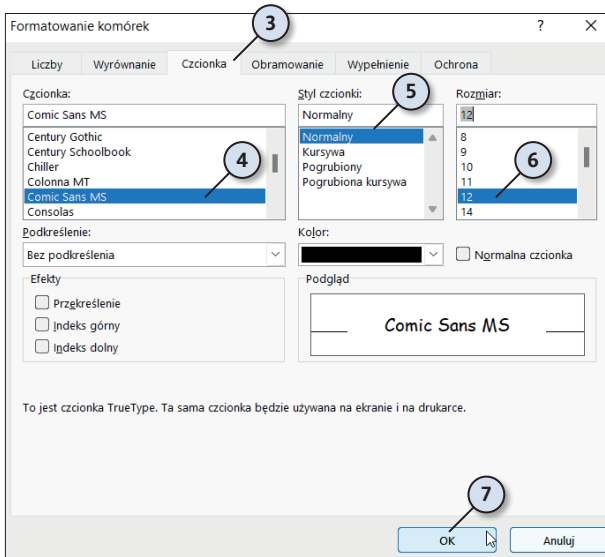 Formatowanie komórek ? ×
3
Liczby Wyrównanie Czcionka Obramowanie Wypełnienie Ochrona
Czcionka: Styl czcionki: 5 Rozmiar:
Comic Sans MS Normalny 12
Century Gothic Normalny 8
Century Schoolbook Kursywa 9
Chiller 4 Pogrubiony 10 6
Colonna MT Pogrubiona kursywa 11
Comic Sans MS 12
Consolas 14
Podkreślenie: Kolor:
Bez podkreślenia Normalna czcionka
Efekty Podgląd
Przekreślenie
Indeks górny Comic Sans MS
Indeks dolny
To jest czcionka TrueType. Ta sama czcionka będzie używana na ekranie i na drukarce.
7
OK Anuluj